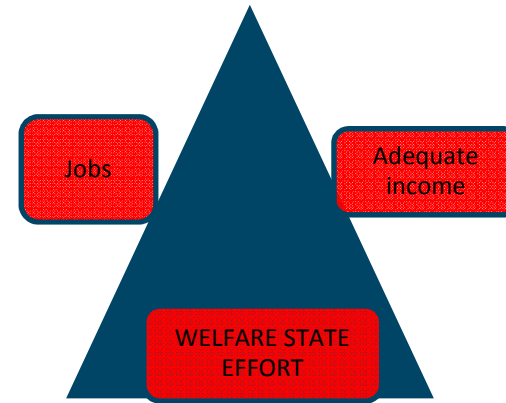 Jobs
Adequate
income
WELFARE STATE
EFFORT